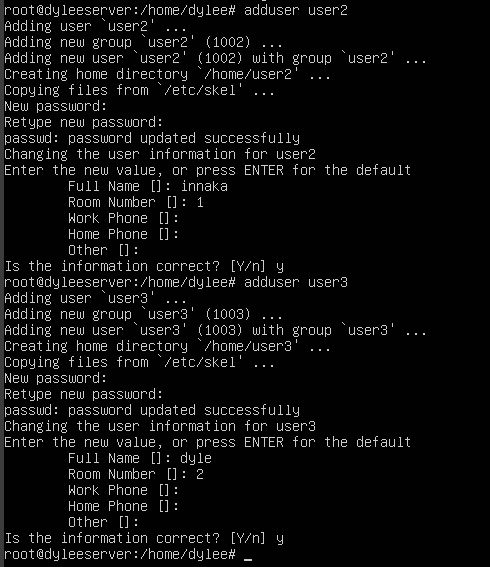 root@dyleeserver:/home/dylee# adduser user2
Adding user `user2' ...
Adding new group `user2' (1002) ...
Adding new user `user2' (1002) with group `user2' ...
Creating home directory `/home/user2' ...
Copying files from `/etc/skel' ...
New password:
Retype new password:
passwd: password updated successfully
Changing the user information for user2
Enter the new value, or press ENTER for the default
        Full Name []: innaka
        Room Number []: 1
        Work Phone []:
        Home Phone []:
        Other []:
Is the information correct? [Y/n] y
root@dyleeserver:/home/dylee# adduser user3
Adding user `user3' ...
Adding new group `user3' (1003) ...
Adding new user `user3' (1003) with group `user3' ...
Creating home directory `/home/user3' ...
Copying files from `/etc/skel' ...
New password:
Retype new password:
passwd: password updated successfully
Changing the user information for user3
Enter the new value, or press ENTER for the default
        Full Name []: dyle
        Room Number []: 2
        Work Phone []:
        Home Phone []:
        Other []:
Is the information correct? [Y/n] y
root@dyleeserver:/home/dylee# _